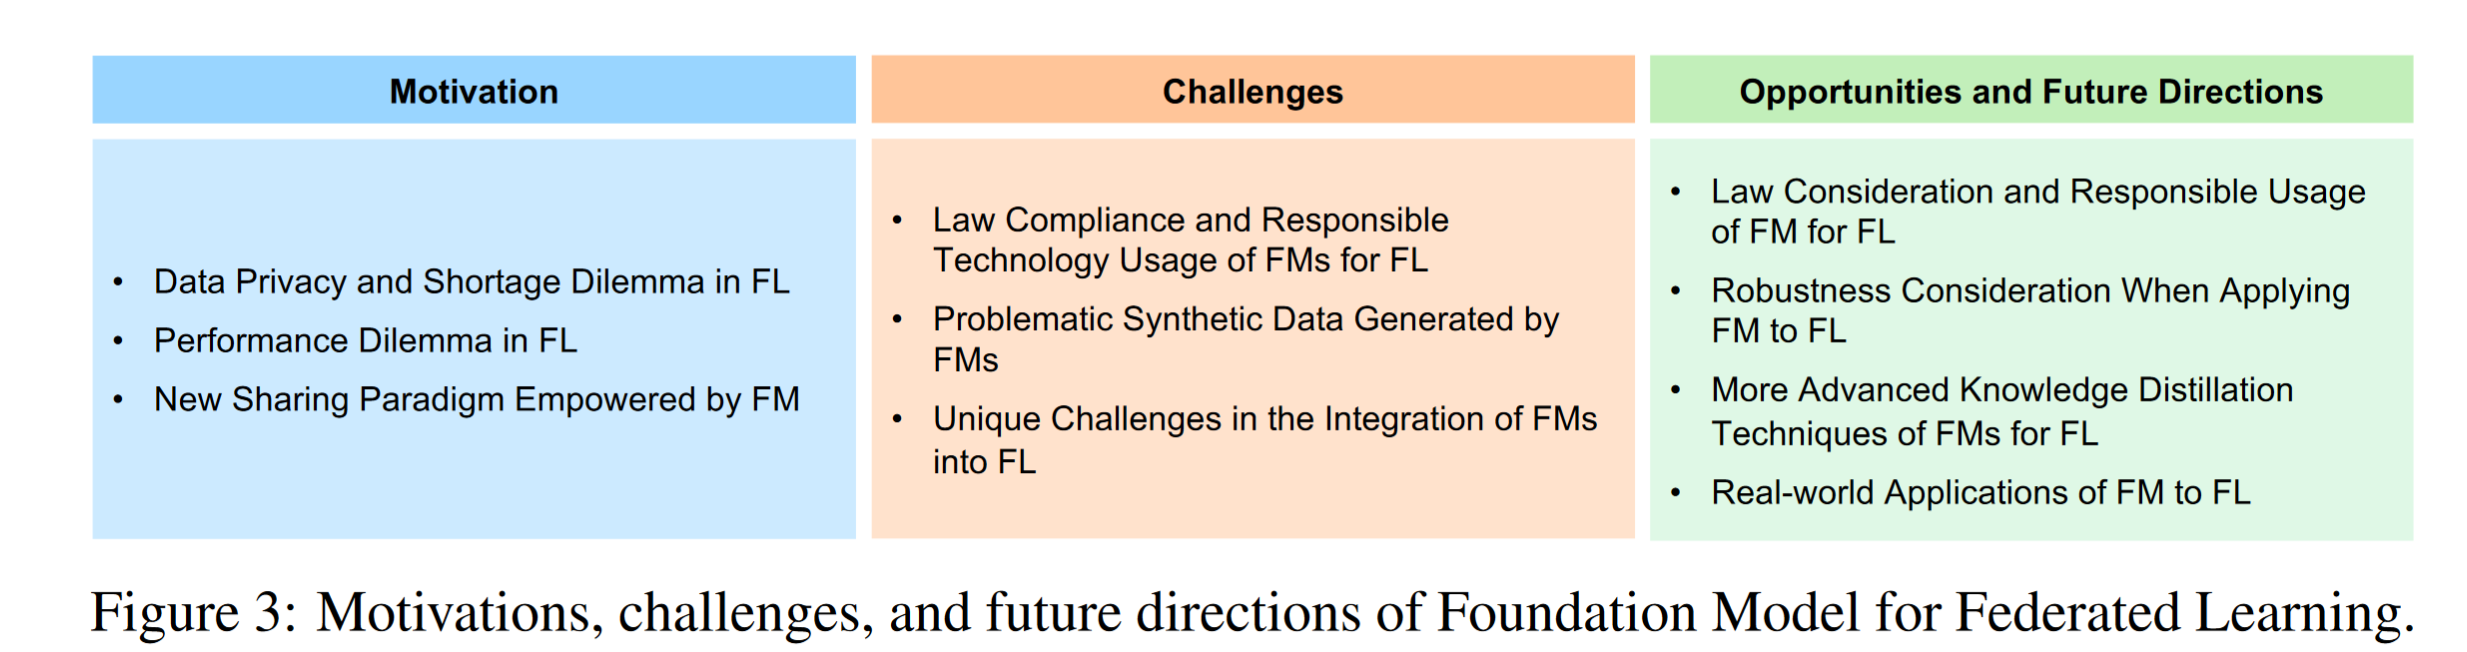 Motivation
• Data Privacy and Shortage Dilemma in FL
• Performance Dilemma in FL
• New Sharing Paradigm Empowered by FM
Challenges
• Law Compliance and Responsible
Technology Usage of FMs for FL
• Problematic Synthetic Data Generated by
FMs
• Unique Challenges in the Integration of FMs
into FL
Opportunities and Future Directions
• Law Consideration and Responsible Usage
of FM for FL
• Robustness Consideration When Applying
FM to FL
• More Advanced Knowledge Distillation
Techniques of FMs for FL
• Real-world Applications of FM to FL
Figure 3: Motivations, challenges, and future directions of Foundation Model for Federated Learning.